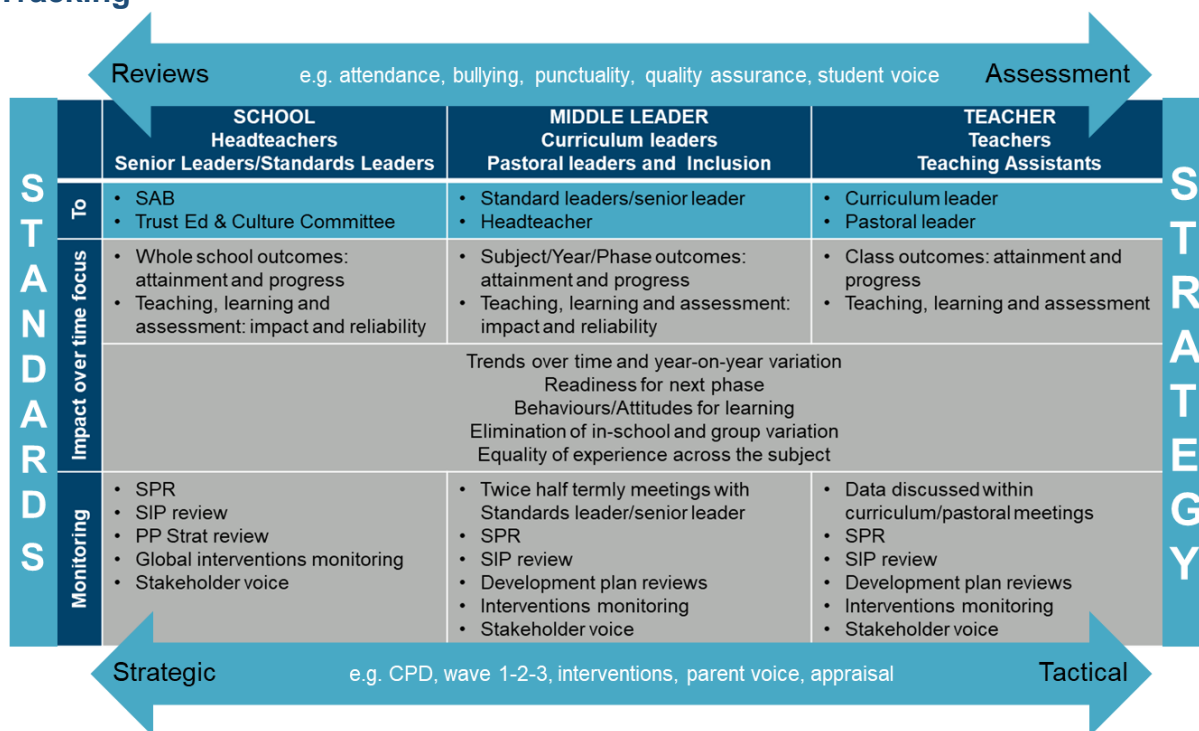 Tracking
Reviews
e.g. attendance, bullying, punctuality, quality assurance, student voice
Assessment
STANDARDS
SCHOOL
Headteachers
Senior Leaders/Standards Leaders
MIDDLE LEADER
Curriculum leaders
Pastoral leaders and Inclusion
TEACHER
Teachers
Teaching Assistants
To
• SAB
• Trust Ed & Culture Committee
• Standard leaders/senior leader
• Headteacher
• Curriculum leader
• Pastoral leader
Impact over time focus
• Whole school outcomes:
attainment and progress
• Teaching, learning and
assessment: impact and reliability
• Subject/Year/Phase outcomes:
attainment and progress
• Teaching, learning and assessment:
impact and reliability
• Class outcomes: attainment and
progress
• Teaching, learning and assessment
Trends over time and year-on-year variation
Readiness for next phase
Behaviours/Attitudes for learning
Elimination of in-school and group variation
Equality of experience across the subject
Monitoring
• SPR
• SIP review
• PP Strat review
• Global interventions monitoring
• Stakeholder voice
• Twice half termly meetings with
Standards leader/senior leader
• SPR
• SIP review
• Development plan reviews
• Interventions monitoring
• Stakeholder voice
• Data discussed within
curriculum/pastoral meetings
• SPR
• SIP review
• Development plan reviews
• Interventions monitoring
• Stakeholder voice
STRATEGY
Strategic
e.g. CPD, wave 1-2-3, interventions, parent voice, appraisal
Tactical